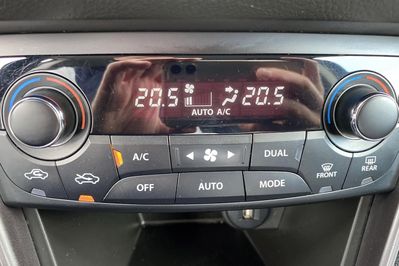 20.5 20.5
AUTO A/C
A/C DUAL
OFF AUTO MODE
FRONT REAR